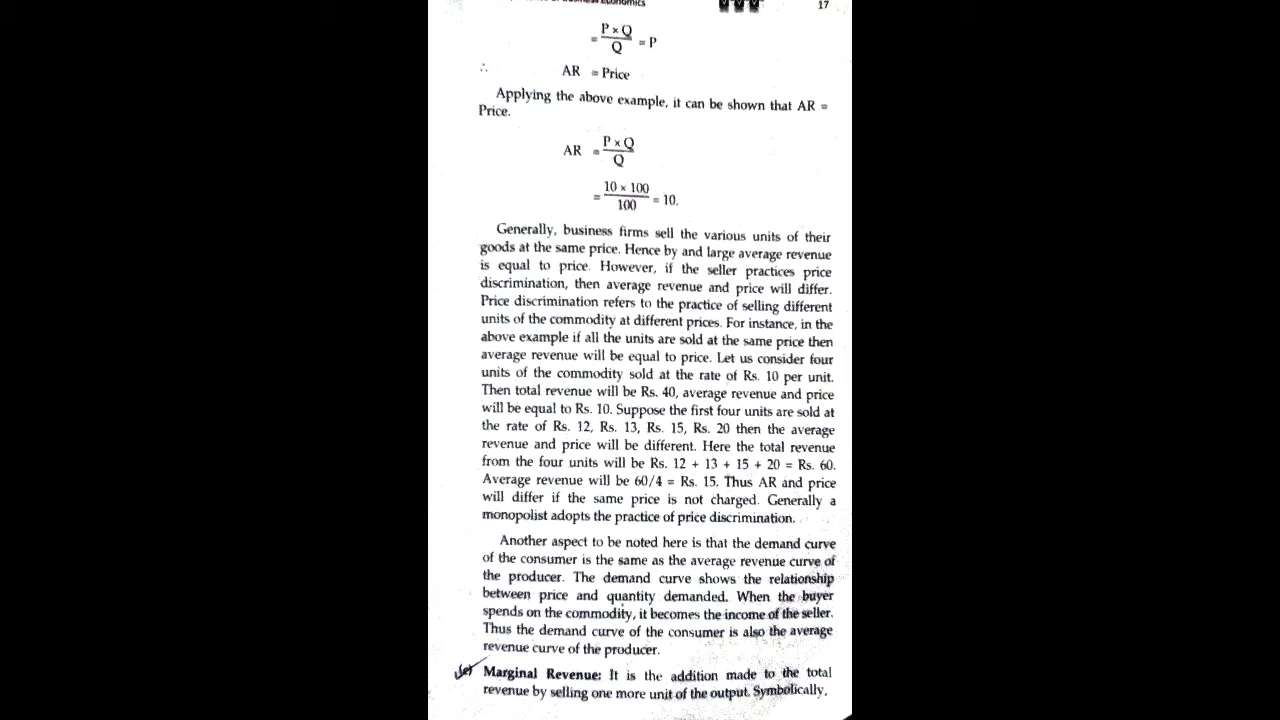 Economics 17
= P × Q / Q = P
∴ AR = Price
Applying the above example, it can be shown that AR =
Price.
AR = P × Q / Q
= 10 × 100 / 100 = 10.
Generally, business firms sell the various units of their
goods at the same price. Hence by and large average revenue
is equal to price. However, if the seller practices price
discrimination, then average revenue and price will differ.
Price discrimination refers to the practice of selling different
units of the commodity at different prices. For instance, in the
above example if all the units are sold at the same price then
average revenue will be equal to price. Let us consider four
units of the commodity sold at the rate of Rs. 10 per unit.
Then total revenue will be Rs. 40, average revenue and price
will be equal to Rs. 10. Suppose the first four units are sold at
the rate of Rs. 12, Rs. 13, Rs. 15, Rs. 20 then the average
revenue and price will be different. Here the total revenue
from the four units will be Rs. 12 + 13 + 15 + 20 = Rs. 60.
Average revenue will be 60/4 = Rs. 15. Thus AR and price
will differ if the same price is not charged. Generally a
monopolist adopts the practice of price discrimination.
Another aspect to be noted here is that the demand curve
of the consumer is the same as the average revenue curve of
the producer. The demand curve shows the relationship
between price and quantity demanded. When the buyer
spends on the commodity, it becomes the income of the seller.
Thus the demand curve of the consumer is also the average
revenue curve of the producer.
Marginal Revenue: It is the addition made to the total
revenue by selling one more unit of the output. Symbolically,